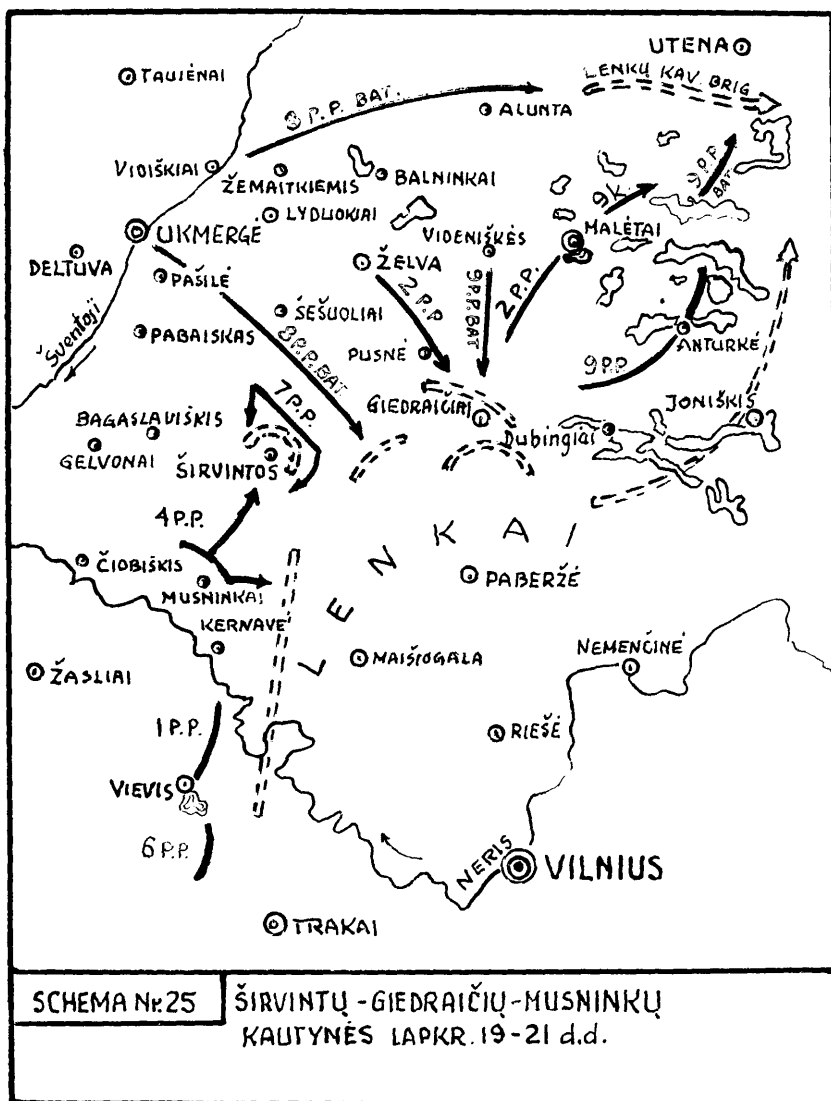 UTENA
TAUJĖNAI
LENKŲ KAV. BRIG
8 P.P. BAT.
ALUNTA
VIDIŠKIAI
ŽEMAITKIEMIS
BALNINKAI
9 P.P. BAT
9 K.
LYDUOKIAI
UKMERGĖ
VIDENIŠKĖS
MALĖTAI
DELTUVA
ŽELVA
PAŠILĖ
2 P.P.
9 P.P. BAT
2 P.P.
ŠEŠUOLIAI
Šventoji
PABAISKAS
8 P.P. BAT.
PUSNĖ
ANTURKĖ
9 P.P.
7 P.P.
GIEDRAIČIAI
JONIŠKIS
BAGASLAVIŠKIS
Dubingiai
GELVONAI
ŠIRVINTOS
4 P.P.
LENKAI
ČIOBIŠKIS
PABERŽĖ
MUSNINKAI
KERNAVĖ
MAIŠIOGALA
NEMENČINĖ
ŽASLIAI
1 P.P.
RIEŠĖ
VIEVIS
6 P.P.
NERIS
VILNIUS
TRAKAI
SCHEMA Nr.25
ŠIRVINTŲ-GIEDRAIČIŲ-MUSNINKŲ
KAUTYNĖS LAPKR. 19-21 d.d.